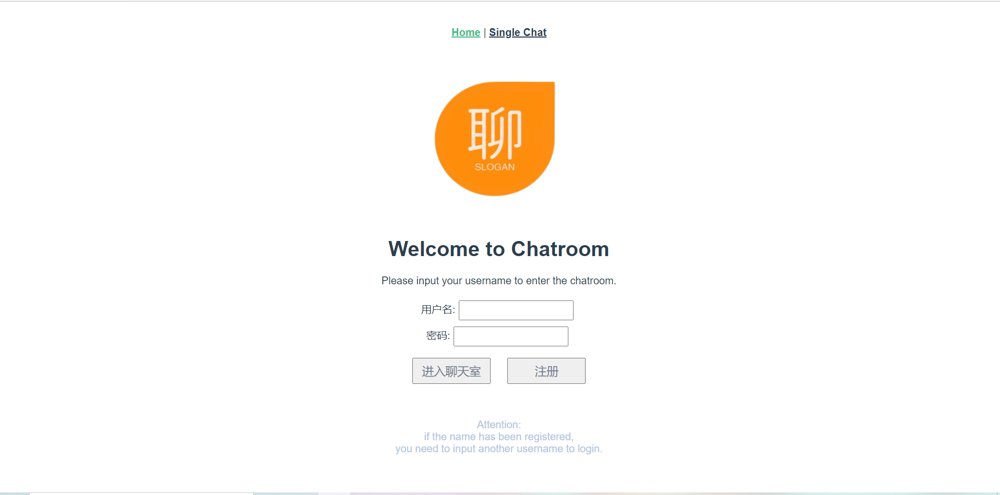 Home | Single Chat
聊
·SLOGAN·
Welcome to Chatroom
Please input your username to enter the chatroom.
用户名:
密码:
进入聊天室 注册
Attention:
if the name has been registered,
you need to input another username to login.